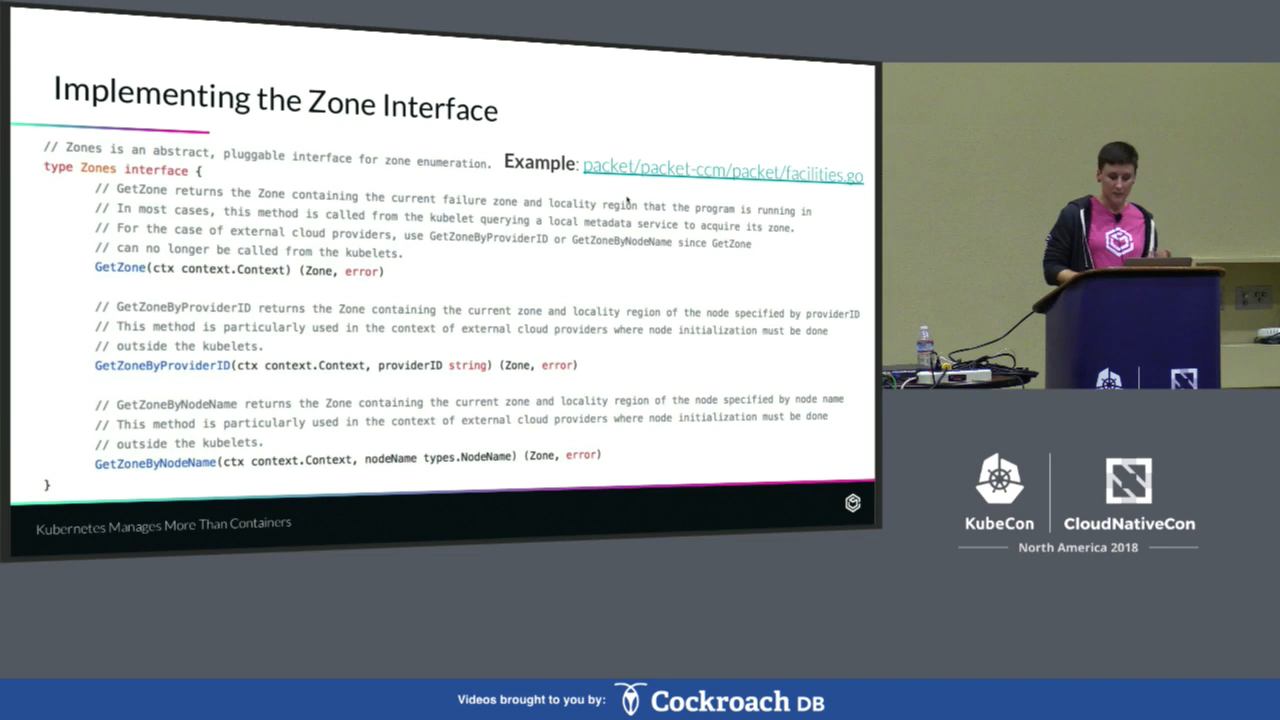 Implementing the Zone Interface
// Zones is an abstract, pluggable interface for zone enumeration.
Example: packet/packet-ccm/packet/facilities.go
type Zones interface {
// GetZone returns the Zone containing the current failure zone and locality region that the program is running in
// In most cases, this method is called from the kubelet querying a local metadata service to acquire its zone.
// For the case of external cloud providers, use GetZoneByProviderID or GetZoneByNodeName since GetZone
// can no longer be called from the kubelets.
GetZone(ctx context.Context) (Zone, error)
// GetZoneByProviderID returns the Zone containing the current zone and locality region of the node specified by providerID
// This method is particularly used in the context of external cloud providers where node initialization must be done
// outside the kubelets.
GetZoneByProviderID(ctx context.Context, providerID string) (Zone, error)
// GetZoneByNodeName returns the Zone containing the current zone and locality region of the node specified by node name
// This method is particularly used in the context of external cloud providers where node initialization must be done
// outside the kubelets.
GetZoneByNodeName(ctx context.Context, nodeName types.NodeName) (Zone, error)
}
Kubernetes Manages More Than Containers
KubeCon
CloudNativeCon
North America 2018
Videos brought to you by:
Cockroach DB